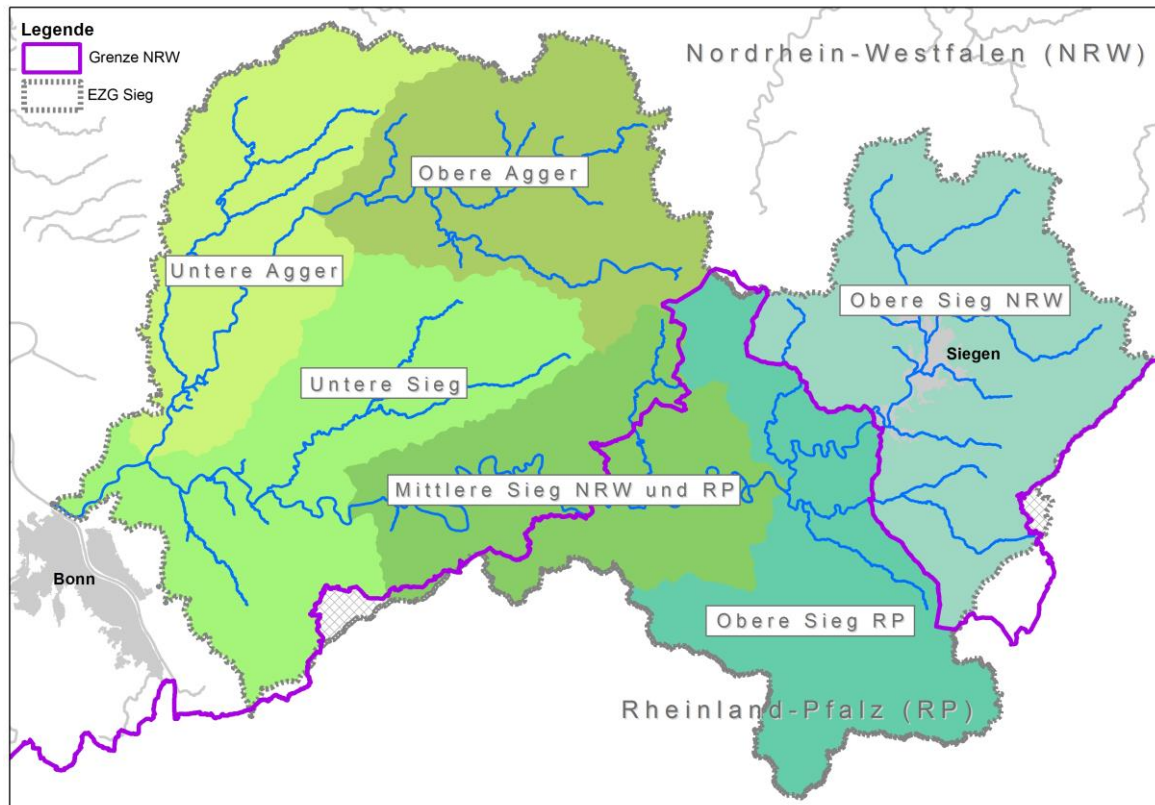 Legende
Grenze NRW
EZG Sieg
Nordrhein-Westfalen (NRW)
Obere Agger
Untere Agger
Obere Sieg NRW
Siegen
Untere Sieg
Mittlere Sieg NRW und RP
Bonn
Obere Sieg RP
Rheinland-Pfalz (RP)